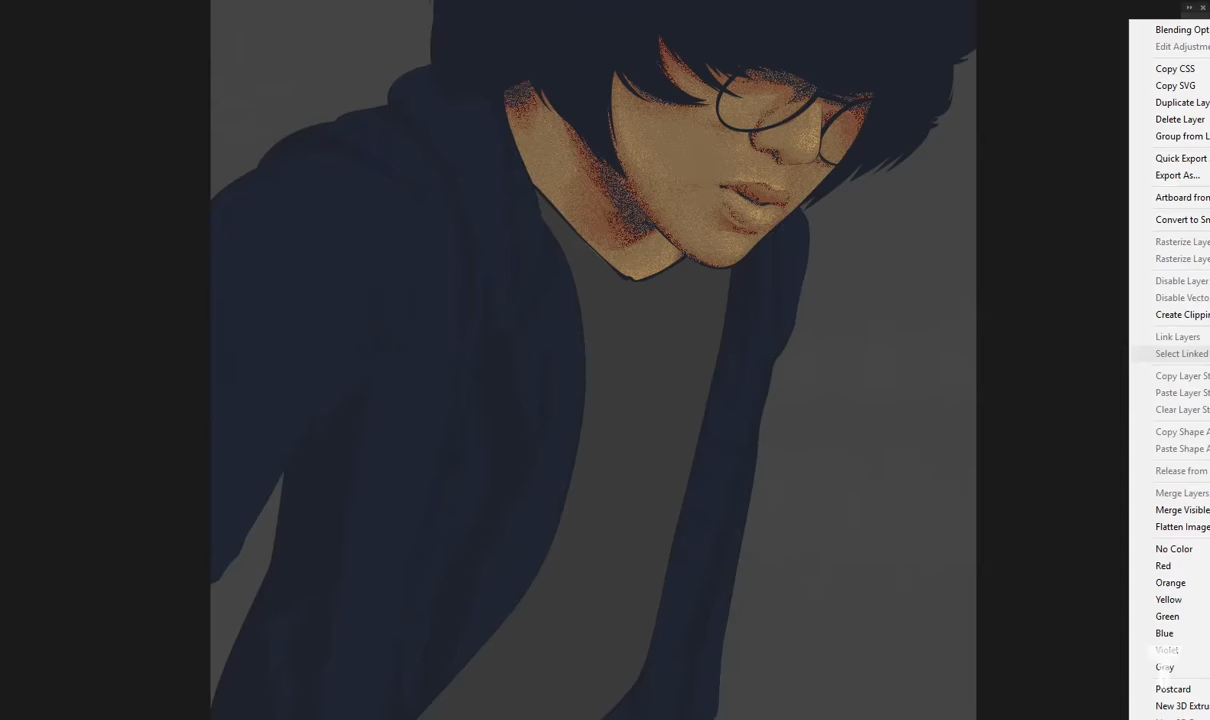 Blending Opt
Edit Adjustme
Copy CSS
Copy SVG
Duplicate Lay
Delete Layer
Group from L
Quick Export
Export As...
Artboard from
Convert to Sm
Rasterize Laye
Rasterize Laye
Disable Layer
Disable Vecto
Create Clippin
Link Layers
Select Linked
Copy Layer St
Paste Layer St
Clear Layer St
Copy Shape A
Paste Shape A
Release from
Merge Layers
Merge Visible
Flatten Image
No Color
Red
Orange
Yellow
Green
Blue
Violet
Gray
Postcard
New 3D Extru